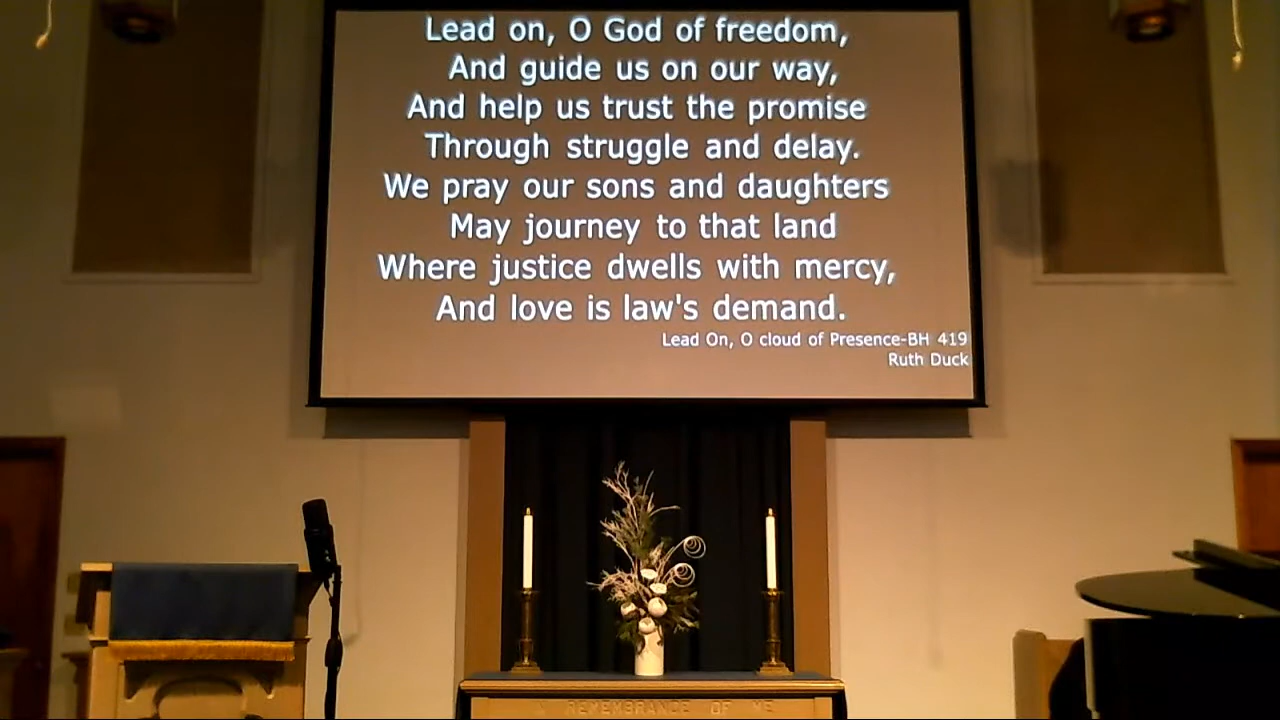 Lead on, O God of freedom,
And guide us on our way,
And help us trust the promise
Through struggle and delay.
We pray our sons and daughters
May journey to that land
Where justice dwells with mercy,
And love is law's demand.
Lead On, O cloud of Presence-BH 419
Ruth Duck
REMEMBRANCE OF ME